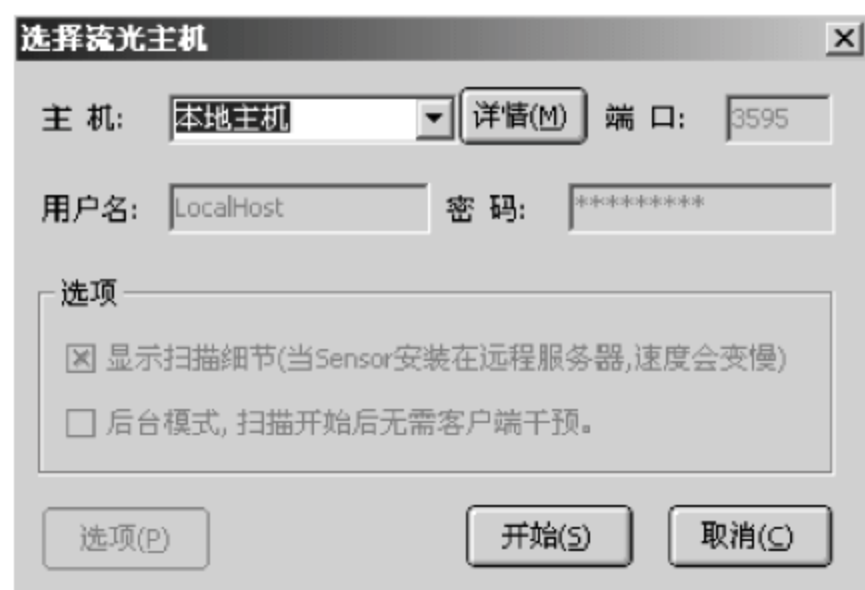 选择流光主机
主 机: 本地主机 详情(M) 端 口: 3595
用户名: LocalHost 密 码: *********
选项
显示扫描细节(当Sensor安装在远程服务器,速度会变慢)
后台模式, 扫描开始后无需客户端干预。
选项(P) 开始(S) 取消(C)